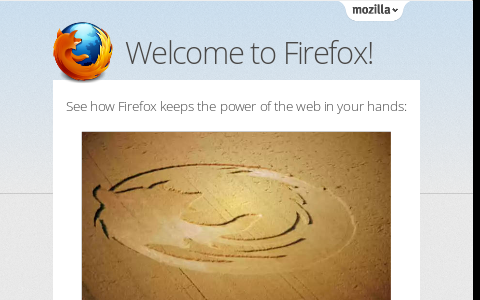 mozilla
Welcome to Firefox!
See how Firefox keeps the power of the web in your hands: